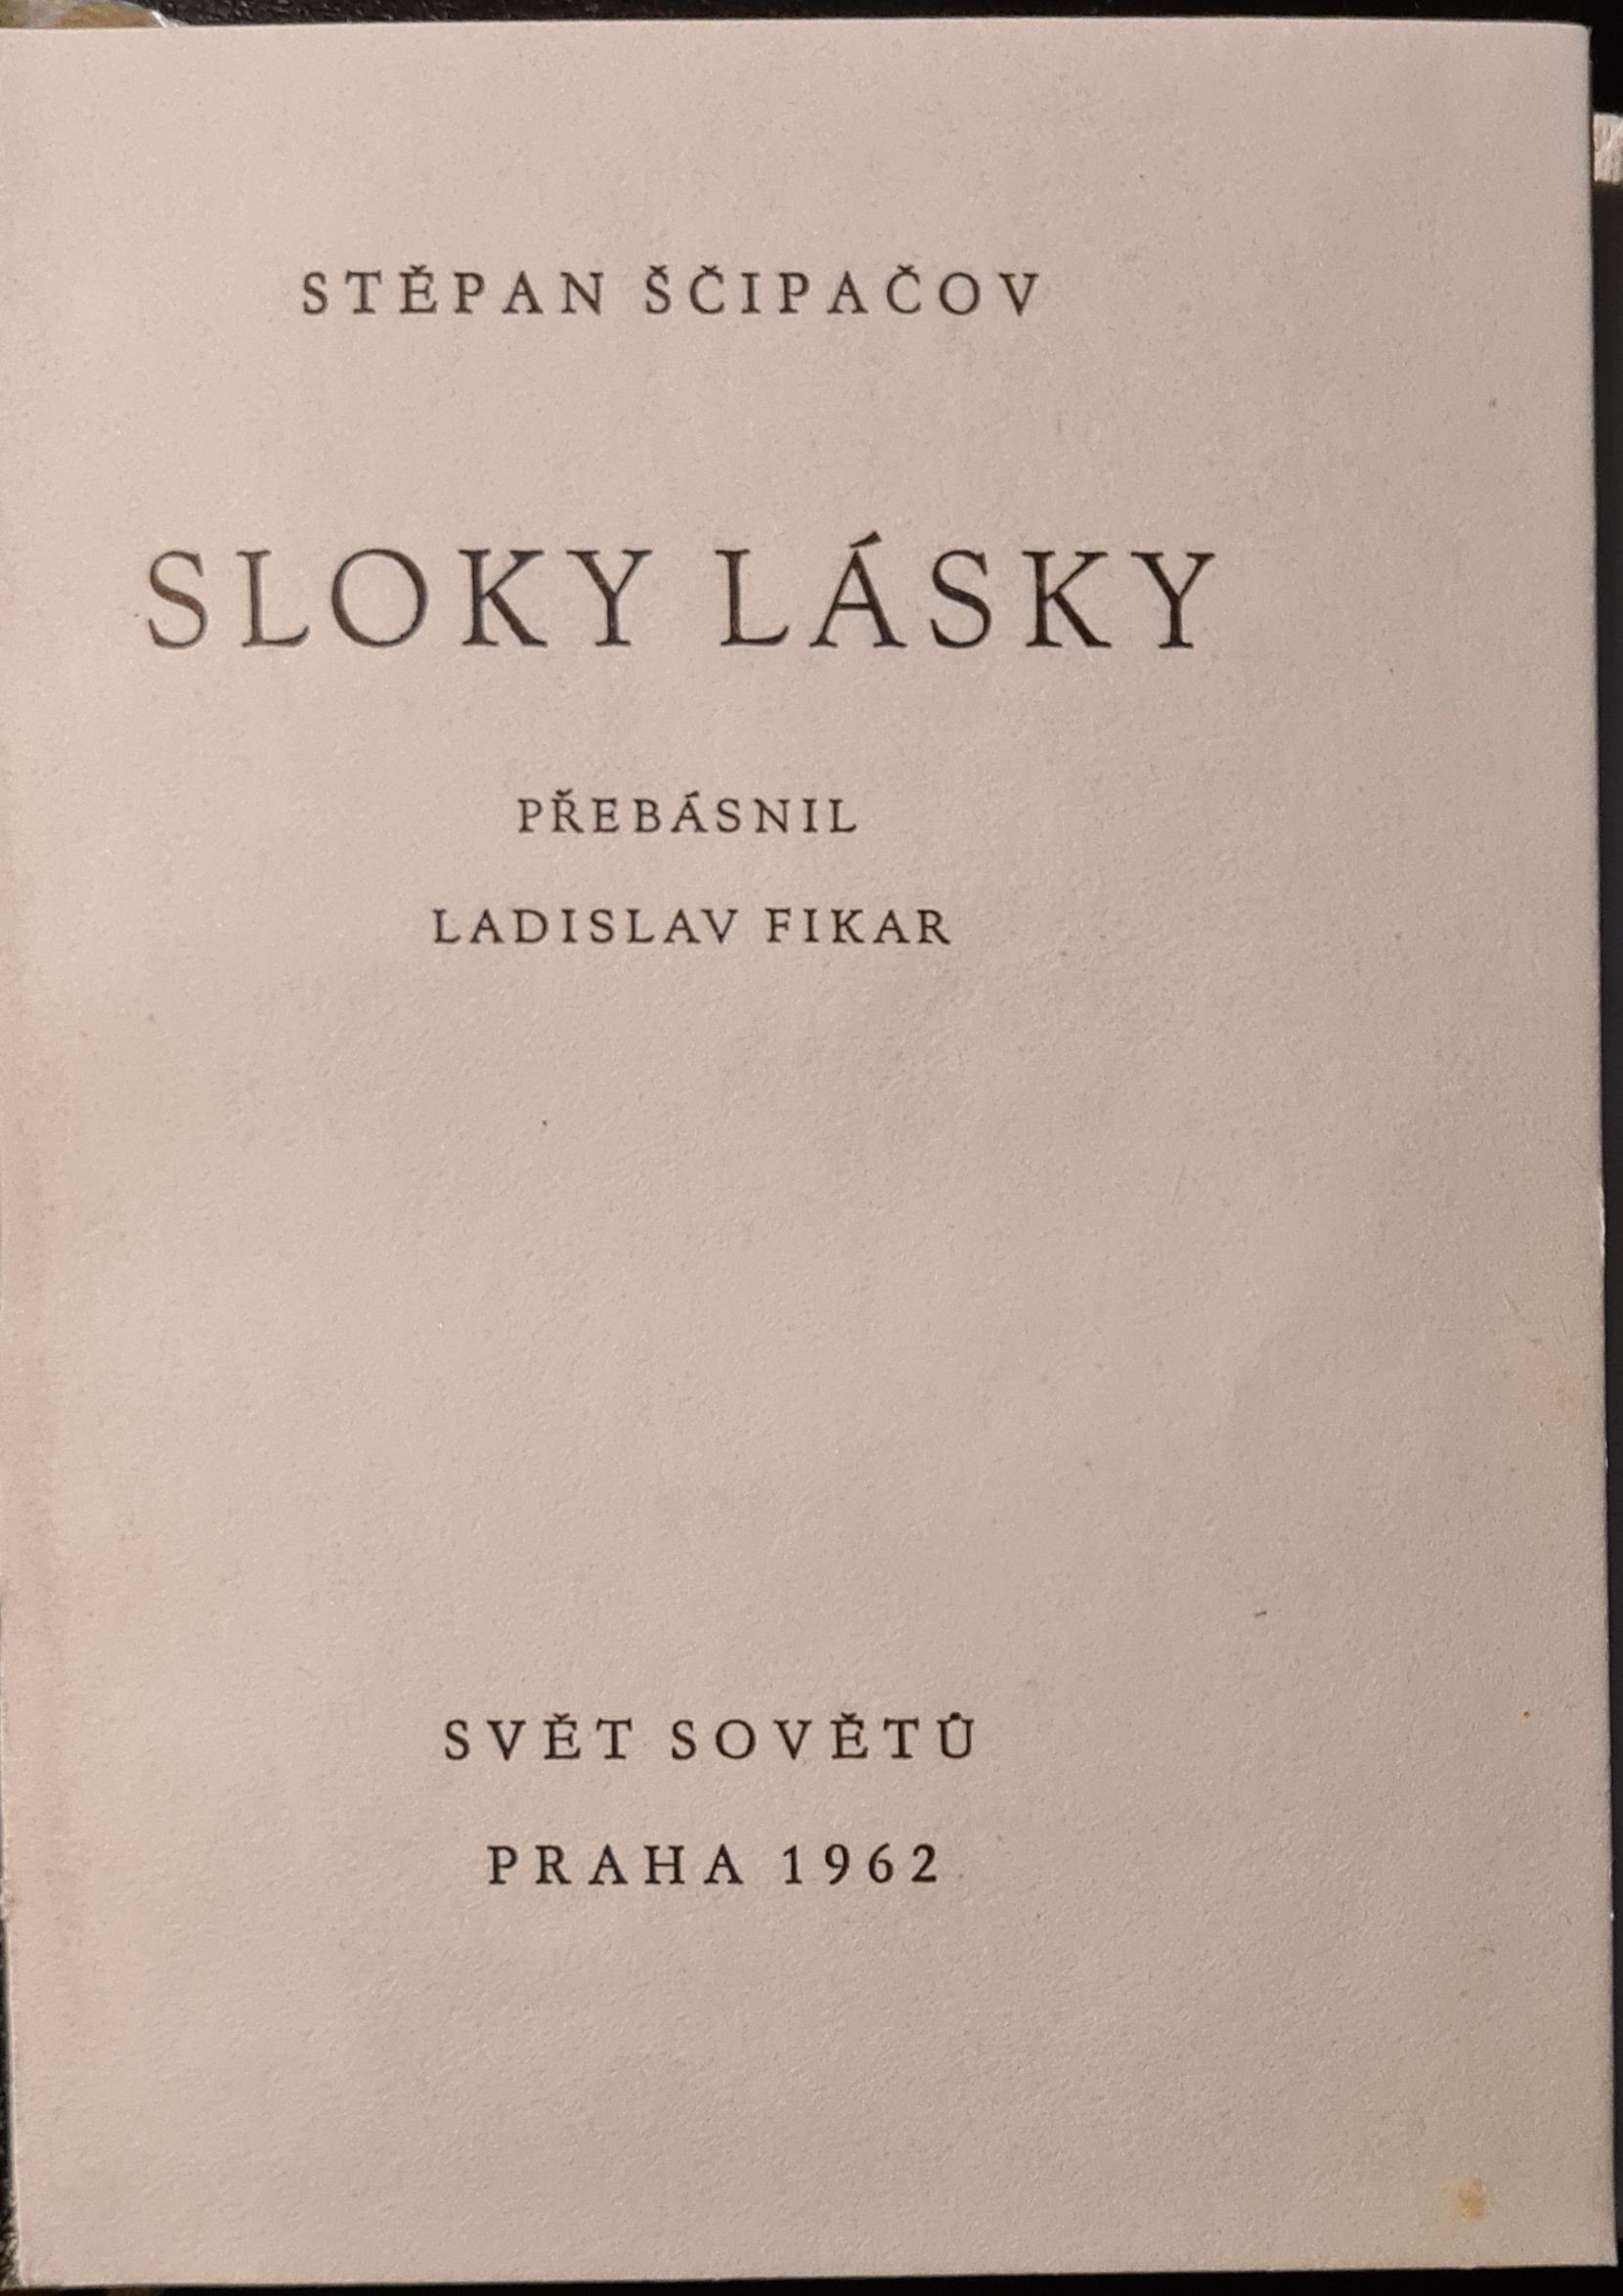 STĚPAN ŠČIPAČOV
SLOKY LÁSKY
PŘEBÁSNIL
LADISLAV FIKAR
SVĚT SOVĚTŮ
PRAHA 1962